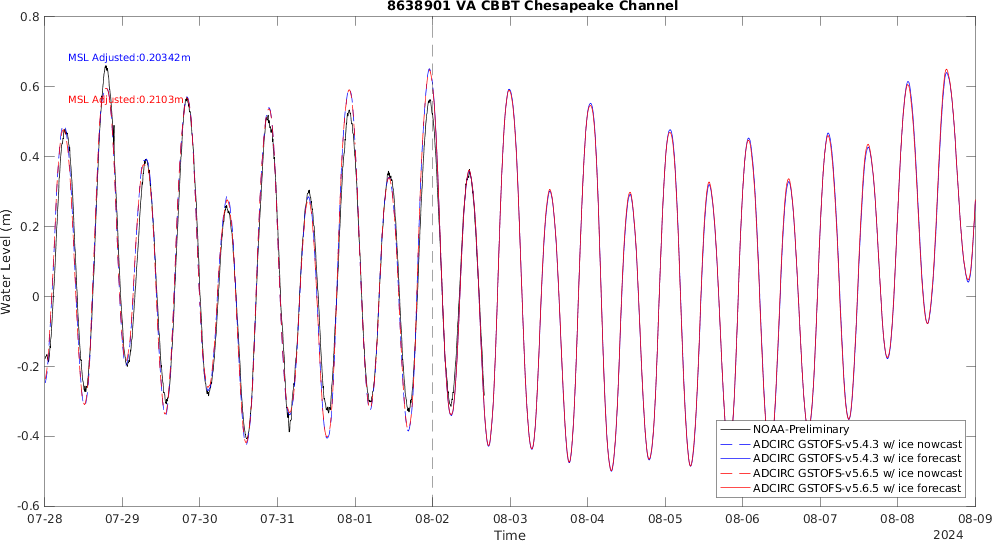 8638901 VA CBBT Chesapeake Channel
MSL Adjusted:0.20342m
MSL Adjusted:0.2103m
Water Level (m)
0.8
0.6
0.4
0.2
0
-0.2
-0.4
-0.6
NOAA-Preliminary
ADCIRC GSTOFS-v5.4.3 w/ ice nowcast
ADCIRC GSTOFS-v5.4.3 w/ ice forecast
ADCIRC GSTOFS-v5.6.5 w/ ice nowcast
ADCIRC GSTOFS-v5.6.5 w/ ice forecast
07-28 07-29 07-30 07-31 08-01 08-02 08-03 08-04 08-05 08-06 08-07 08-08 08-09
Time
2024